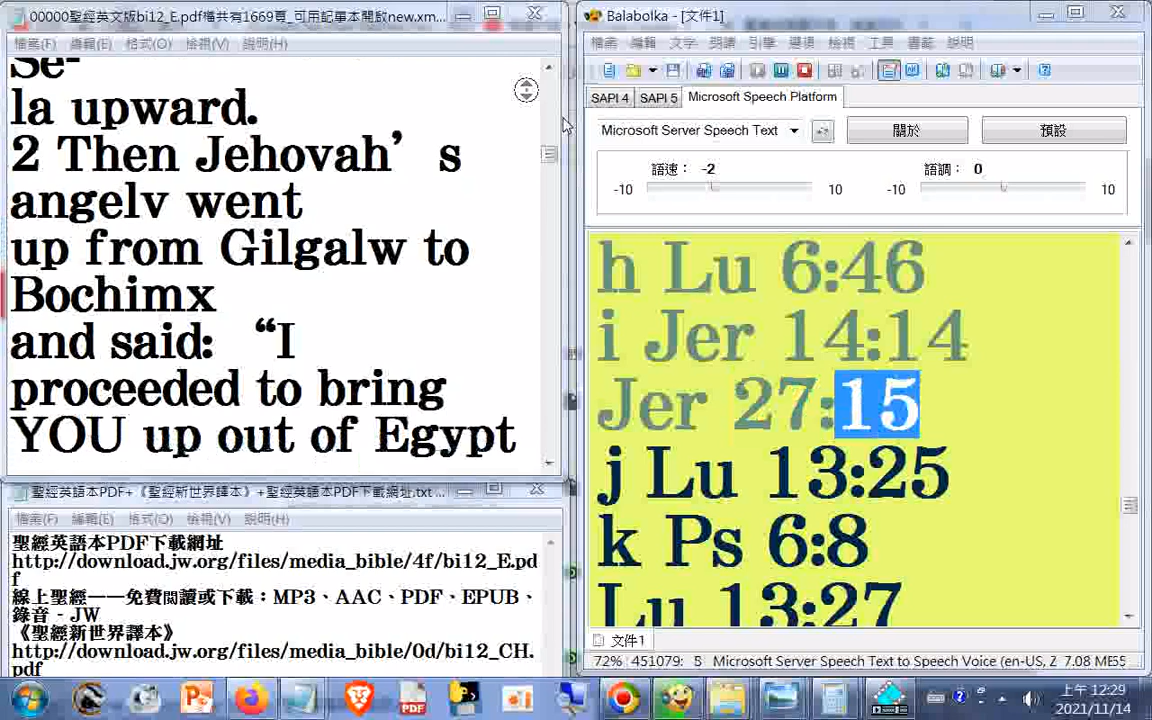 00000聖經英文版bi12_E.pdf檔共有1669頁_可用記事本開啟new.xm...
檔案(F) 編輯(E) 格式(O) 檢視(V) 說明(H)
Se-
la upward.
2 Then Jehovah’s
angelv went
up from Gilgalw to
Bochimx
and said: “I
proceeded to bring
YOU up out of Egypt
聖經英語本PDF+《聖經新世界譯本》+聖經英語本PDF下載網址.txt ...
檔案(F) 編輯(E) 格式(O) 檢視(V) 說明(H)
聖經英語本PDF下載網址
http://download.jw.org/files/media_bible/4f/bi12_E.pd
f
線上聖經——免費閱讀或下載：MP3、AAC、PDF、EPUB、
錄音 - JW
《聖經新世界譯本》
http://download.jw.org/files/media_bible/0d/bi12_CH.
pdf
Balabolka - [文件1]
檔案 編輯 文字 朗讀 引擎 選項 檢視 工具 書籤 說明
SAPI 4 SAPI 5 Microsoft Speech Platform
Microsoft Server Speech Text 關於 預設
語速： -2 語調： 0
-10 10 -10 10
h Lu 6:46
i Jer 14:14
Jer 27:15
j Lu 13:25
k Ps 6:8
Lu 13:27
文件1
72% 451079: S Microsoft Server Speech Text to Speech Voice (en-US, Z 7.08 ME55
上午 12:29
2021/11/14